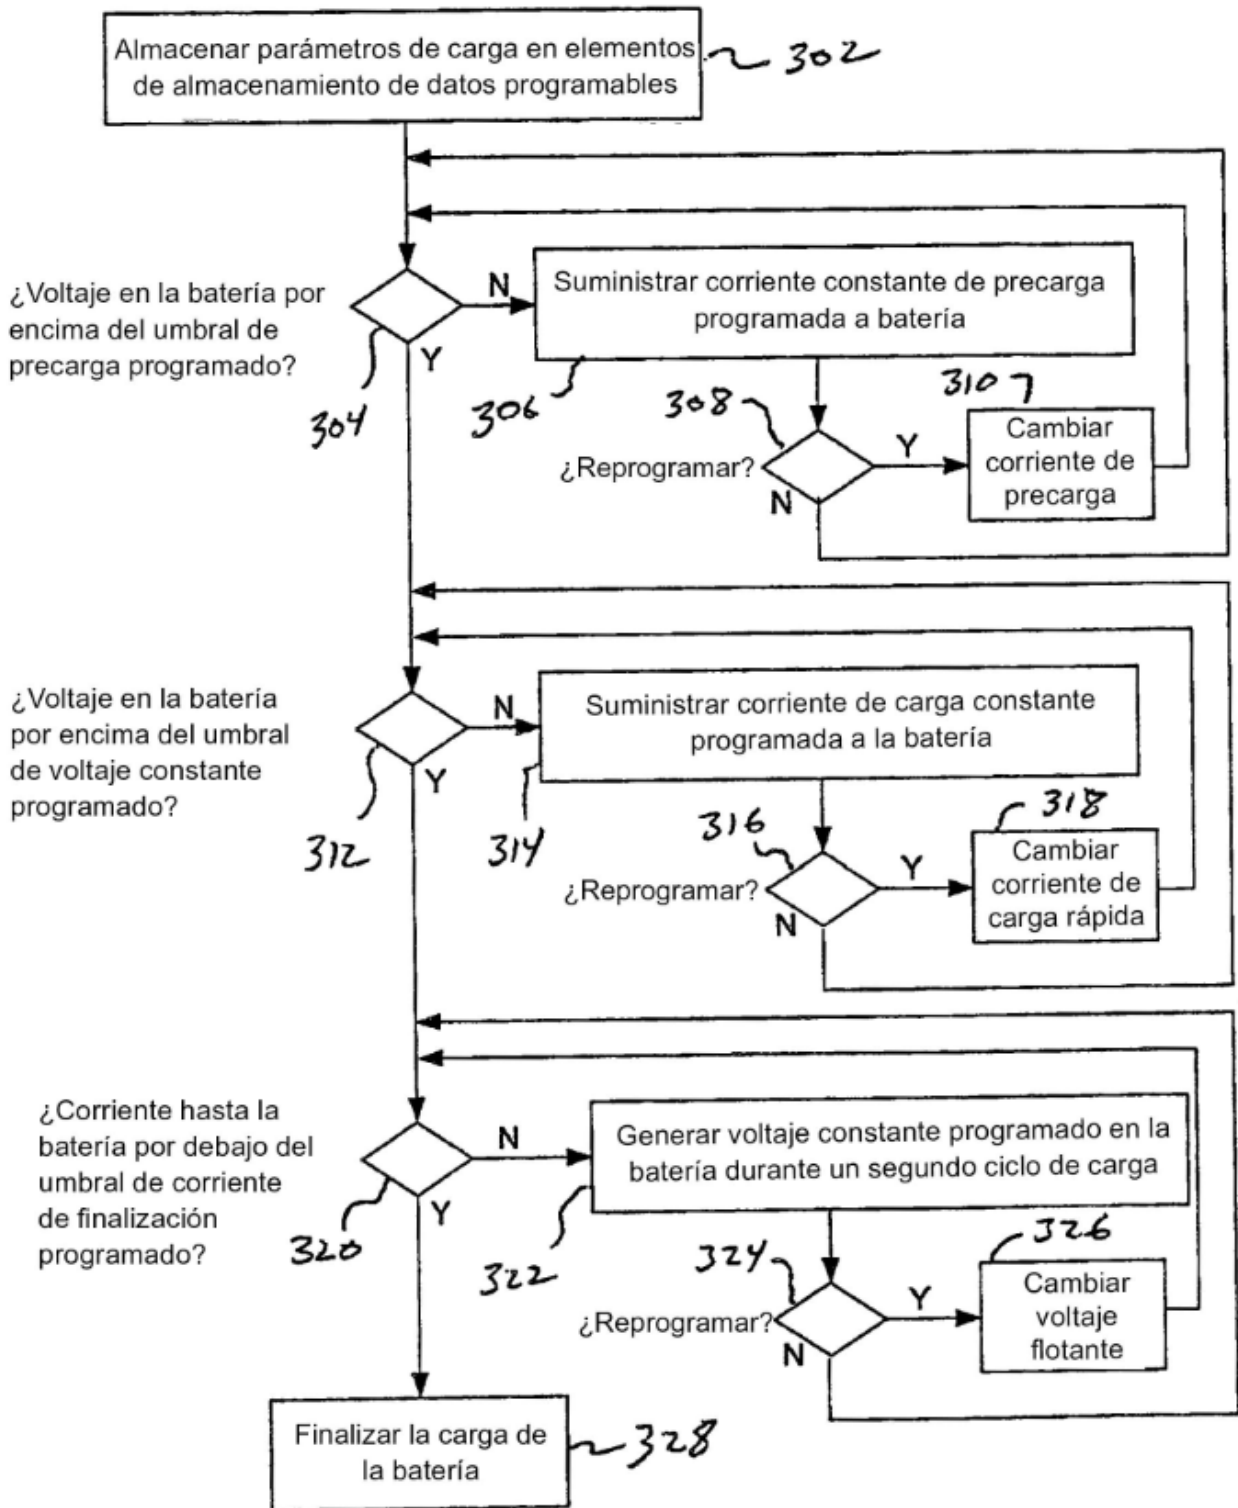 Almacenar parámetros de carga en elementos
de almacenamiento de datos programables
302
¿Voltaje en la batería por
encima del umbral de
precarga programado?
N
Y
304
Suministrar corriente constante de precarga
programada a batería
306
308
310
¿Reprogramar?
Y
N
Cambiar
corriente de
precarga
¿Voltaje en la batería
por encima del umbral
de voltaje constante
programado?
N
Y
312
Suministrar corriente de carga constante
programada a la batería
314
316
318
¿Reprogramar?
Y
N
Cambiar
corriente de
carga rápida
¿Corriente hasta la
batería por debajo del
umbral de corriente
de finalización
programado?
N
Y
320
Generar voltaje constante programado en la
batería durante un segundo ciclo de carga
322
324
326
¿Reprogramar?
Y
N
Cambiar
voltaje
flotante
Finalizar la carga de
la batería
328